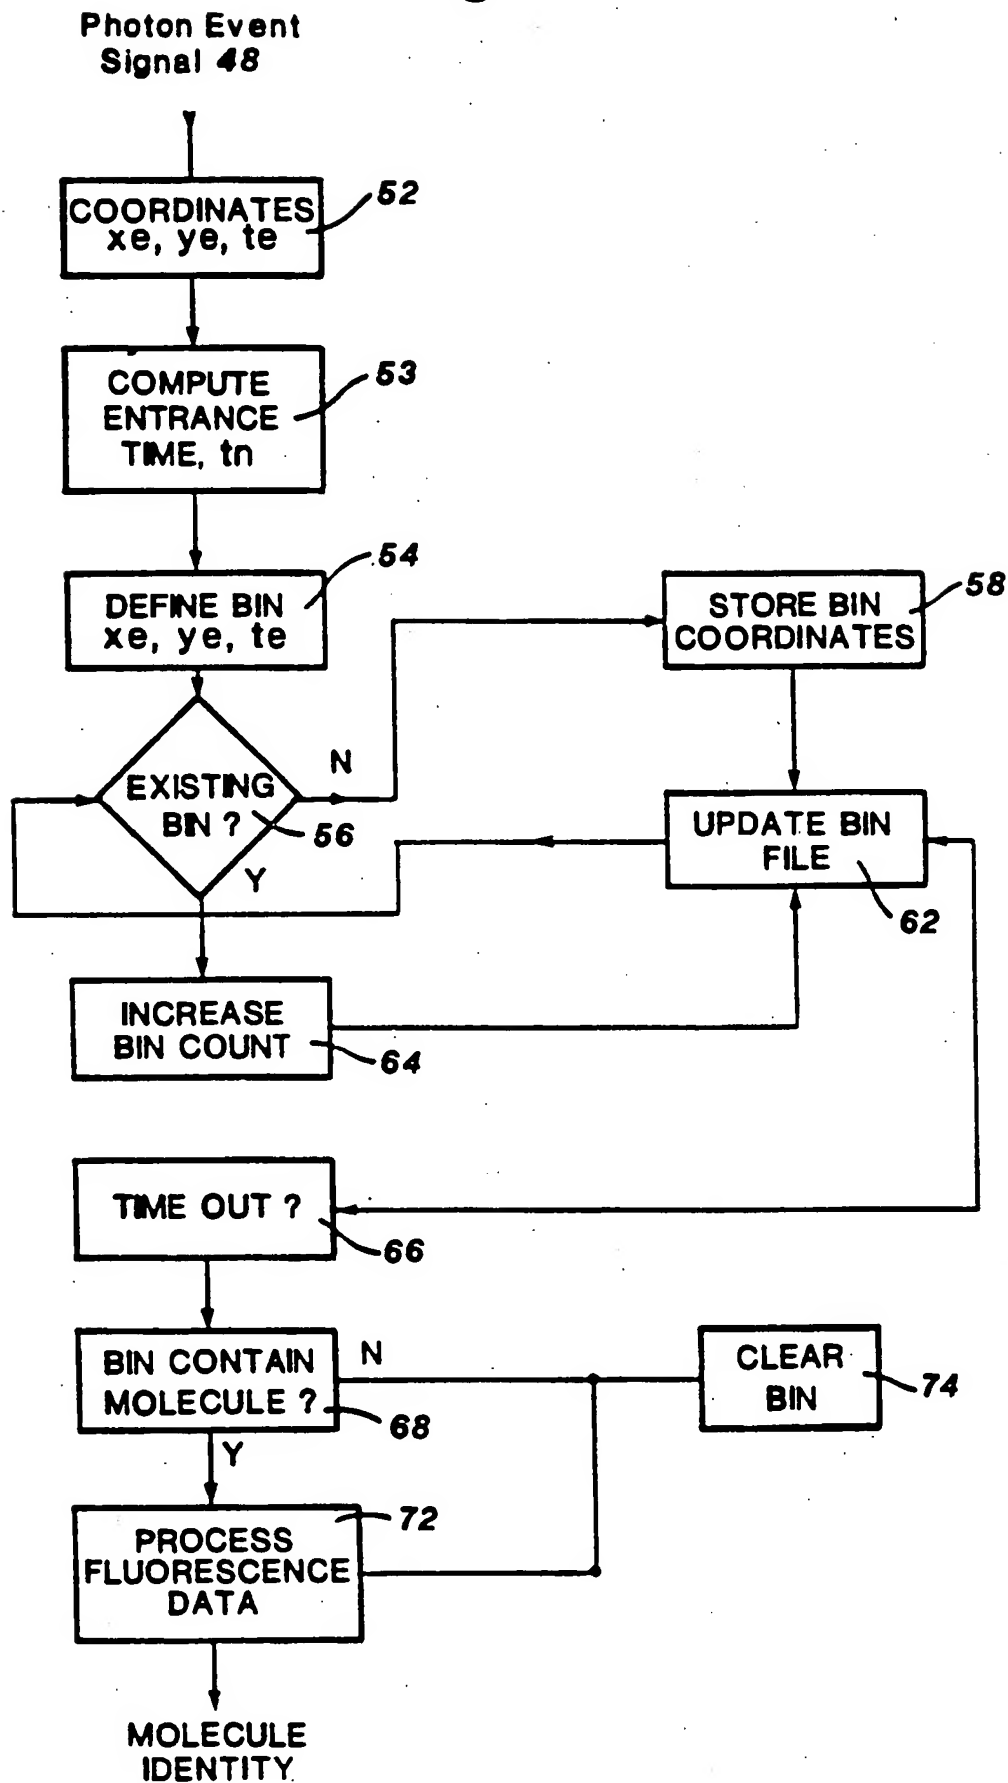 Photon Event
Signal 48
COORDINATES
xe, ye, te
52
COMPUTE
ENTRANCE
TIME, tn
53
DEFINE BIN
xe, ye, te
54
STORE BIN
COORDINATES
58
EXISTING
BIN ?
56
N
Y
UPDATE BIN
FILE
62
INCREASE
BIN COUNT
64
TIME OUT ?
66
BIN CONTAIN
MOLECULE ?
68
N
Y
CLEAR
BIN
74
PROCESS
FLUORESCENCE
DATA
72
MOLECULE
IDENTITY